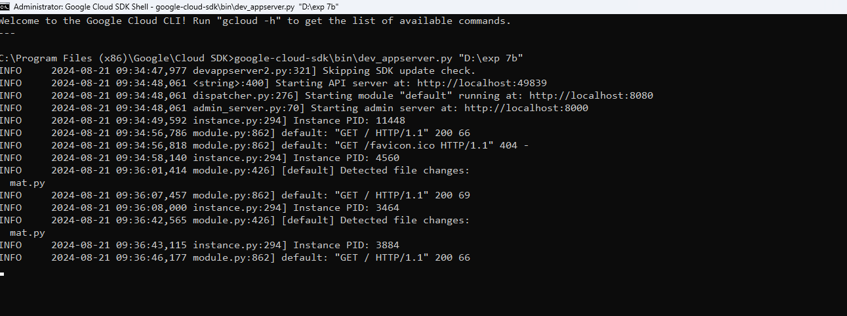 Administrator: Google Cloud SDK Shell - google-cloud-sdk\bin\dev_appserver.py "D:\exp 7b"
Welcome to the Google Cloud CLI! Run "gcloud -h" to get the list of available commands.
---
C:\Program Files (x86)\Google\Cloud SDK>google-cloud-sdk\bin\dev_appserver.py "D:\exp 7b"
INFO     2024-08-21 09:34:47,977 devappserver2.py:321] Skipping SDK update check.
INFO     2024-08-21 09:34:48,061 <string>:400] Starting API server at: http://localhost:49839
INFO     2024-08-21 09:34:48,061 dispatcher.py:276] Starting module "default" running at: http://localhost:8080
INFO     2024-08-21 09:34:48,061 admin_server.py:70] Starting admin server at: http://localhost:8000
INFO     2024-08-21 09:34:49,592 instance.py:294] Instance PID: 11448
INFO     2024-08-21 09:34:56,786 module.py:862] default: "GET / HTTP/1.1" 200 66
INFO     2024-08-21 09:34:56,818 module.py:862] default: "GET /favicon.ico HTTP/1.1" 404 -
INFO     2024-08-21 09:34:58,140 instance.py:294] Instance PID: 4560
INFO     2024-08-21 09:36:01,414 module.py:426] [default] Detected file changes:
  mat.py
INFO     2024-08-21 09:36:07,457 module.py:862] default: "GET / HTTP/1.1" 200 69
INFO     2024-08-21 09:36:08,000 instance.py:294] Instance PID: 3464
INFO     2024-08-21 09:36:42,565 module.py:426] [default] Detected file changes:
  mat.py
INFO     2024-08-21 09:36:43,115 instance.py:294] Instance PID: 3884
INFO     2024-08-21 09:36:46,177 module.py:862] default: "GET / HTTP/1.1" 200 66